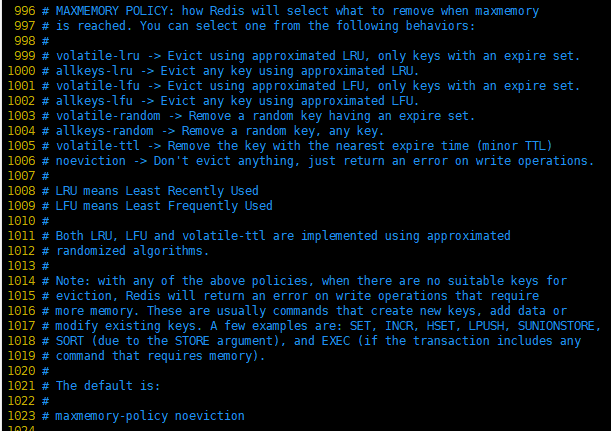 996 # MAXMEMORY POLICY: how Redis will select what to remove when maxmemory
997 # is reached. You can select one from the following behaviors:
998 #
999 # volatile-lru -> Evict using approximated LRU, only keys with an expire set.
1000 # allkeys-lru -> Evict any key using approximated LRU.
1001 # volatile-lfu -> Evict using approximated LFU, only keys with an expire set.
1002 # allkeys-lfu -> Evict any key using approximated LFU.
1003 # volatile-random -> Remove a random key having an expire set.
1004 # allkeys-random -> Remove a random key, any key.
1005 # volatile-ttl -> Remove the key with the nearest expire time (minor TTL)
1006 # noeviction -> Don't evict anything, just return an error on write operations.
1007 #
1008 # LRU means Least Recently Used
1009 # LFU means Least Frequently Used
1010 #
1011 # Both LRU, LFU and volatile-ttl are implemented using approximated
1012 # randomized algorithms.
1013 #
1014 # Note: with any of the above policies, when there are no suitable keys for
1015 # eviction, Redis will return an error on write operations that require
1016 # more memory. These are usually commands that create new keys, add data or
1017 # modify existing keys. A few examples are: SET, INCR, HSET, LPUSH, SUNIONSTORE,
1018 # SORT (due to the STORE argument), and EXEC (if the transaction includes any
1019 # command that requires memory).
1020 #
1021 # The default is:
1022 #
1023 # maxmemory-policy noeviction
1024